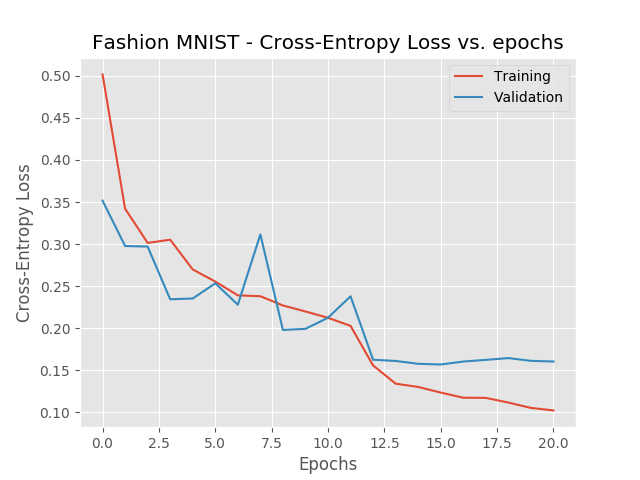 Fashion MNIST - Cross-Entropy Loss vs. epochs
Training
Validation
Cross-Entropy Loss
0.50
0.45
0.40
0.35
0.30
0.25
0.20
0.15
0.10
0.0 2.5 5.0 7.5 10.0 12.5 15.0 17.5 20.0
Epochs